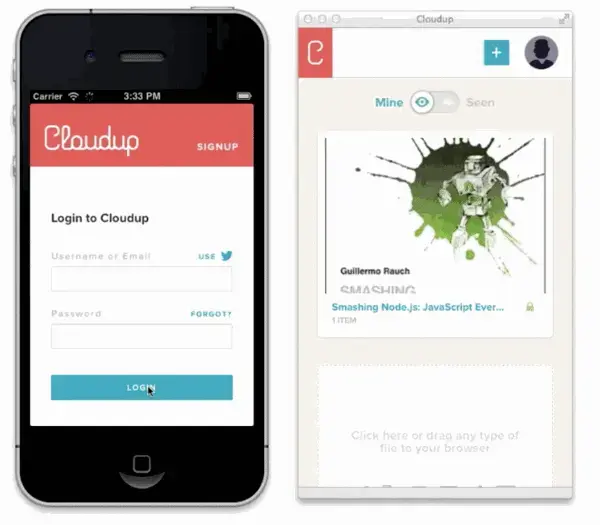 Carrier 3:33 PM
Cloudup
SIGNUP
Login to Cloudup
Username or Email USE
Password FORGOT?
LOGIN
Cloudup
C
+
Mine Seen
Guillermo Rauch
SMASHING
Smashing Node.js: JavaScript Ever...
1 ITEM
Click here or drag any type of
file to your browser